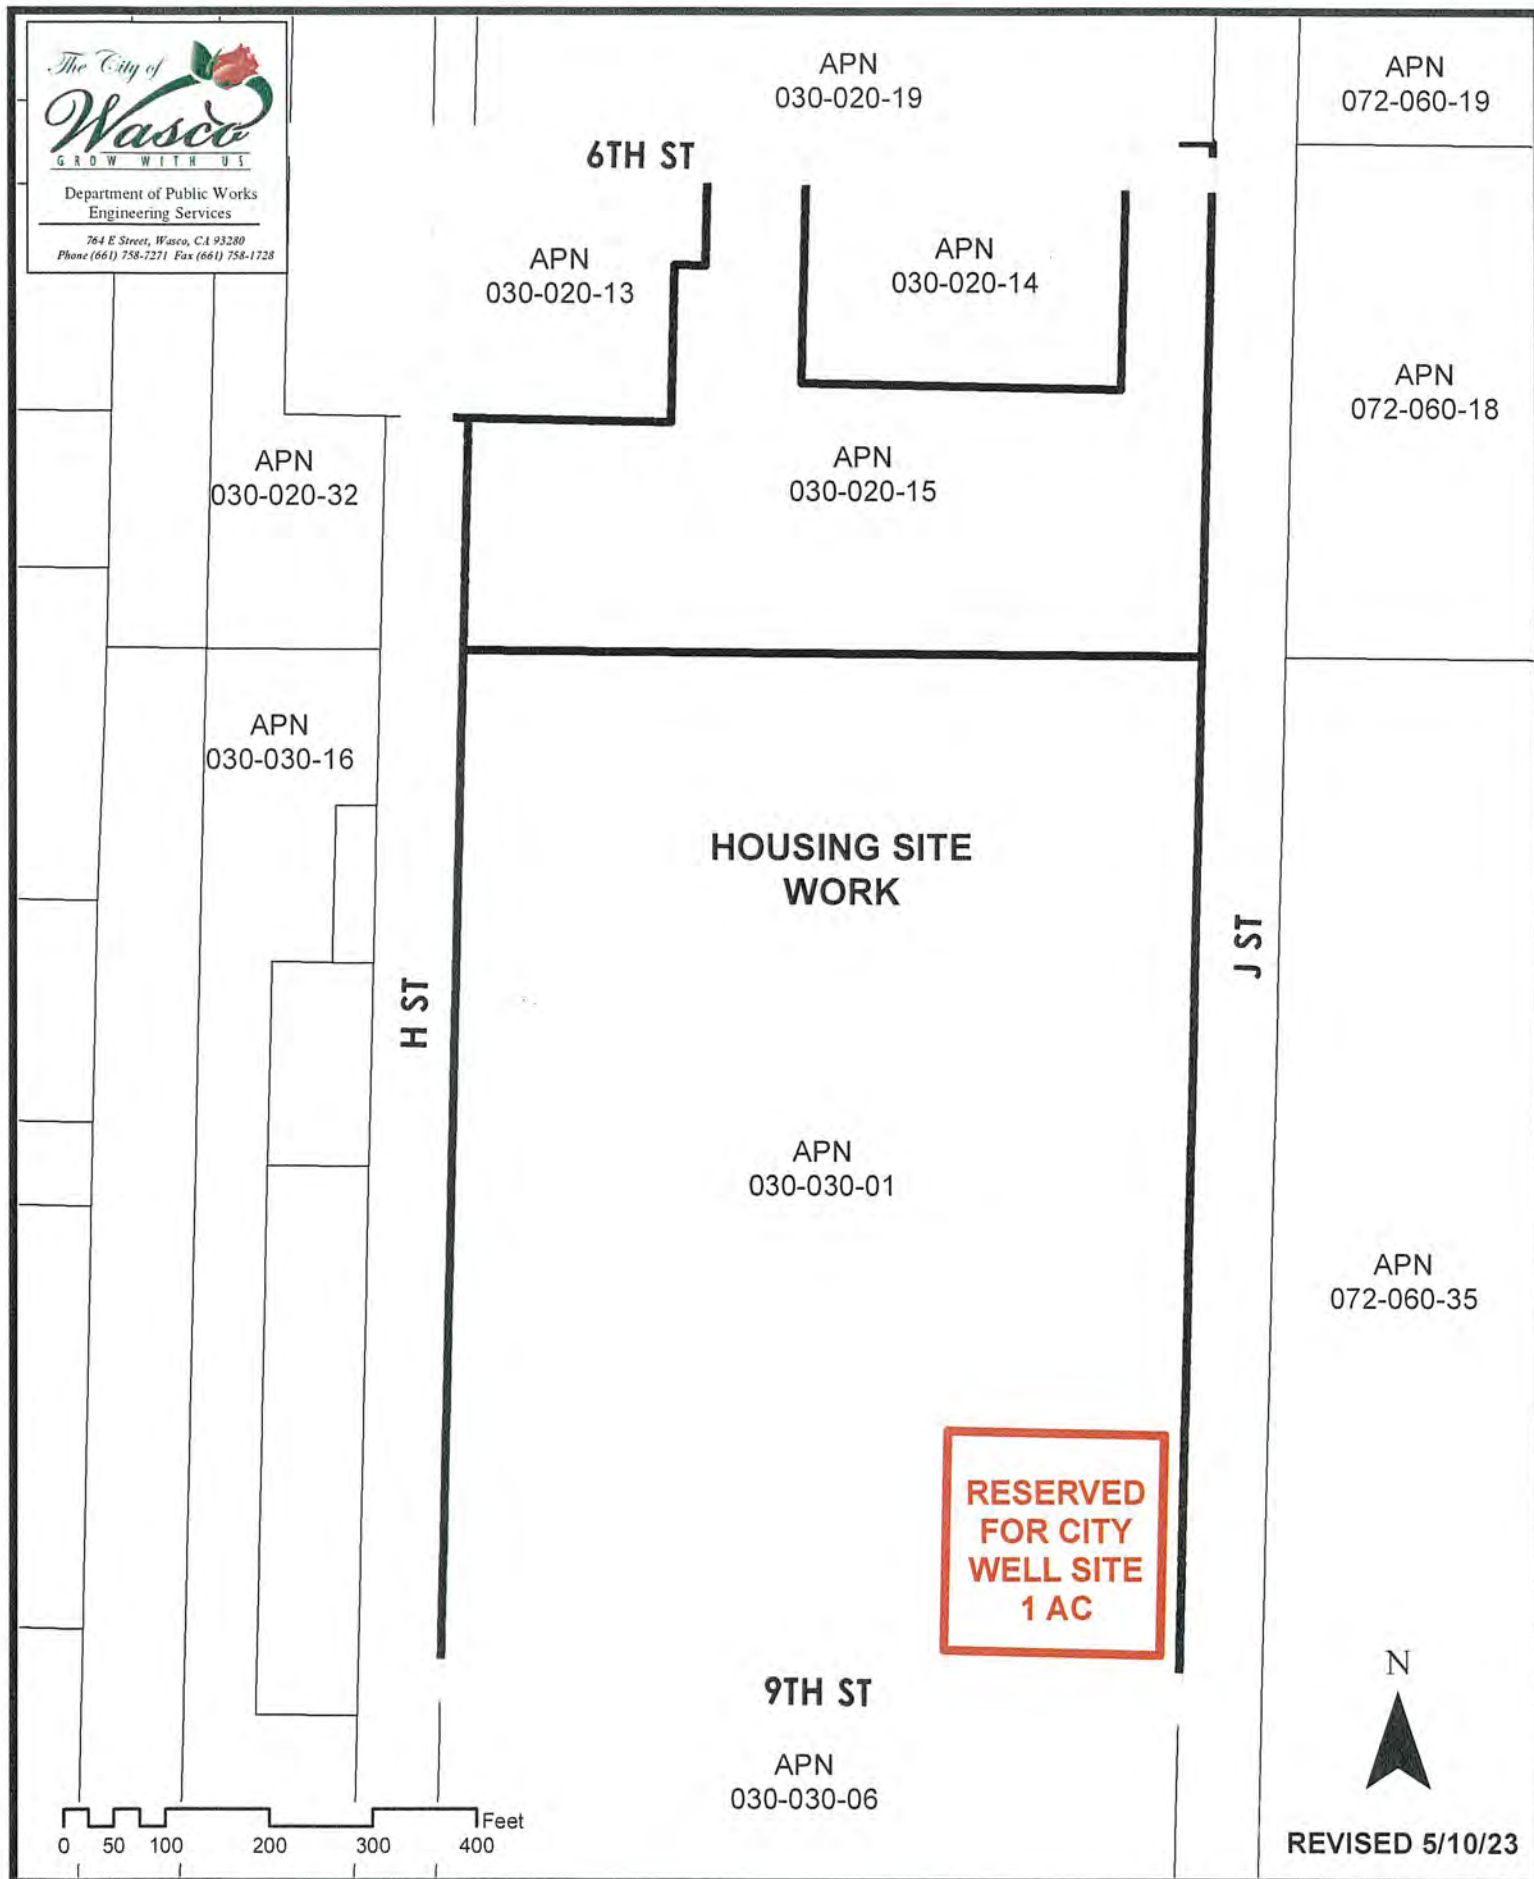 The City of
Wasco
GROW WITH US
Department of Public Works
Engineering Services
764 E Street, Wasco, CA 93280
Phone (661) 758-7271 Fax (661) 758-1728
APN
030-020-19
APN
072-060-19
6TH ST
APN
030-020-13
APN
030-020-14
APN
072-060-18
APN
030-020-32
APN
030-020-15
APN
030-030-16
HOUSING SITE
WORK
H ST
J ST
APN
030-030-01
APN
072-060-35
RESERVED
FOR CITY
WELL SITE
1 AC
9TH ST
N
APN
030-030-06
Feet
0 50 100 200 300 400
REVISED 5/10/23